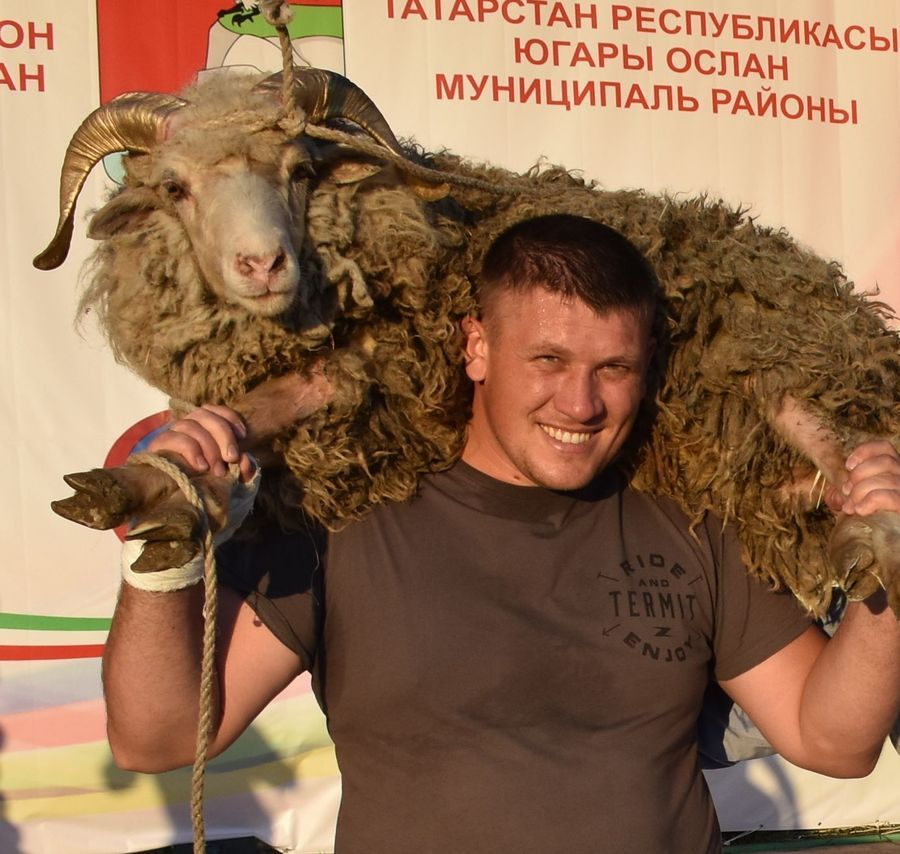 ОН
АН
ТАТАРСТАН РЕСПУБЛИКАСЫ
ЮГАРЫ ОСЛАН
МУНИЦИПАЛЬ РАЙОНЫ
RIDE
AND
TERMIT
Z
ENJOY